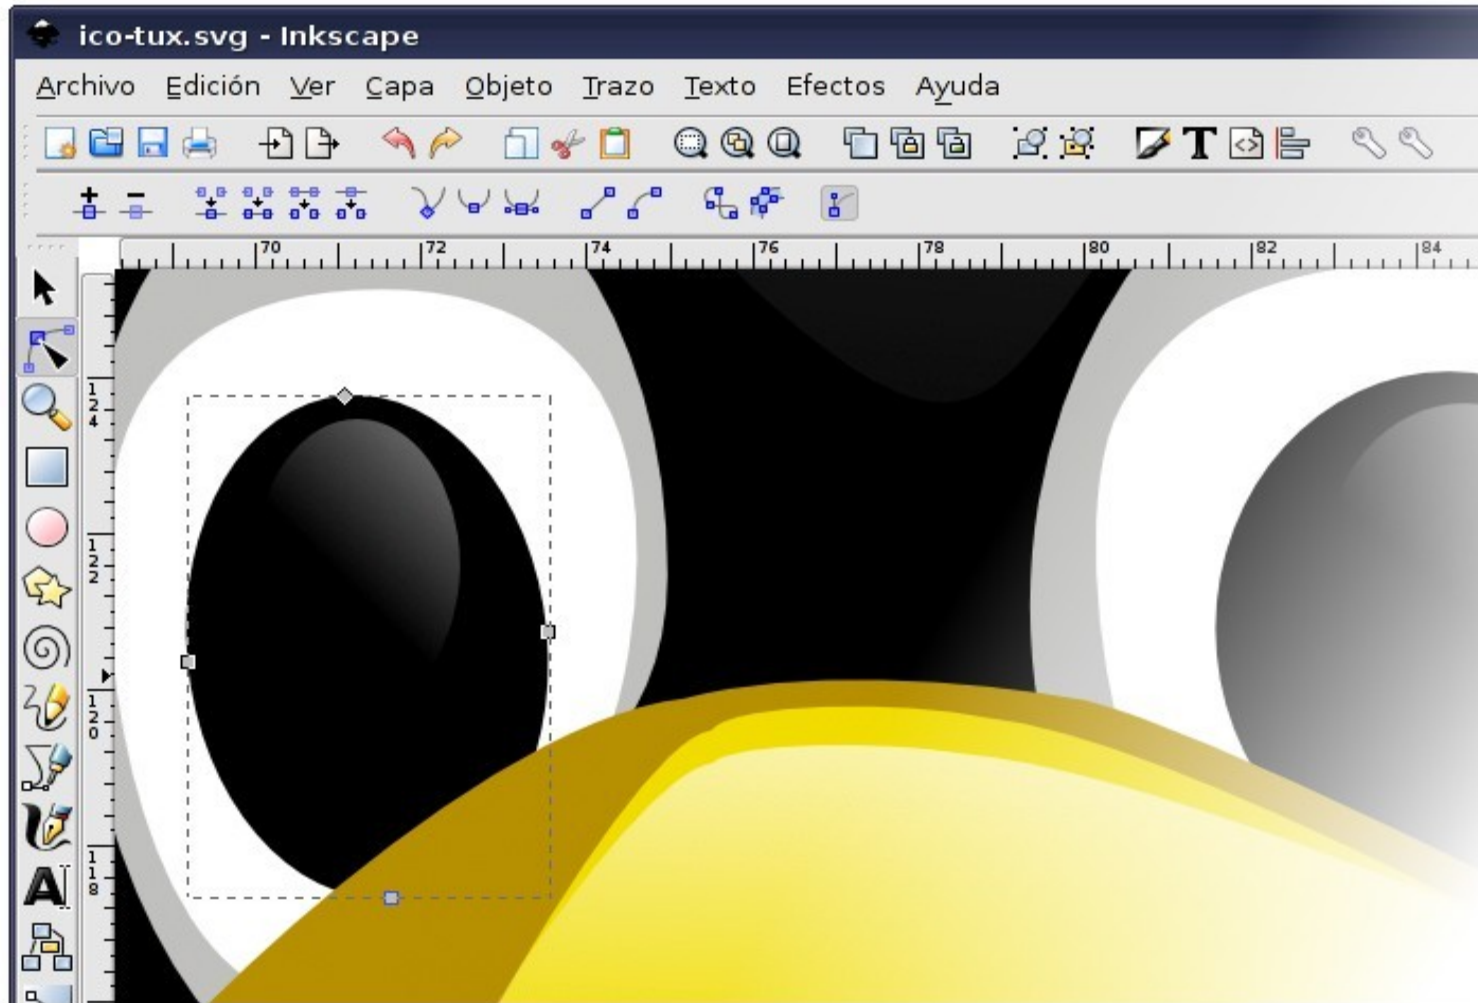 ico-tux.svg - Inkscape
Archivo Edición Ver Capa Objeto Trazo Texto Efectos Ayuda
70 72 74 76 78 80 82 84
124
122
120
118